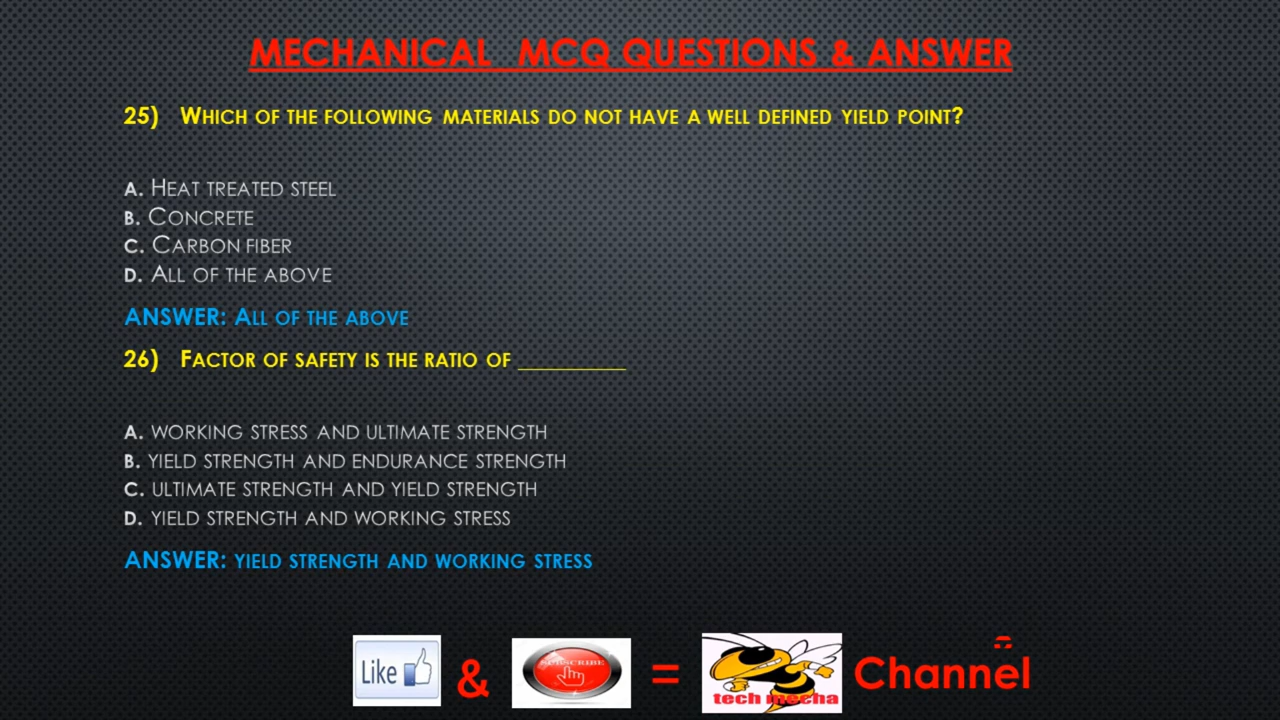 MECHANICAL MCQ QUESTIONS & ANSWER
25) WHICH OF THE FOLLOWING MATERIALS DO NOT HAVE A WELL DEFINED YIELD POINT?
A. HEAT TREATED STEEL
B. CONCRETE
C. CARBON FIBER
D. ALL OF THE ABOVE
ANSWER: ALL OF THE ABOVE
26) FACTOR OF SAFETY IS THE RATIO OF __________
A. WORKING STRESS AND ULTIMATE STRENGTH
B. YIELD STRENGTH AND ENDURANCE STRENGTH
C. ULTIMATE STRENGTH AND YIELD STRENGTH
D. YIELD STRENGTH AND WORKING STRESS
ANSWER: YIELD STRENGTH AND WORKING STRESS
Like & SUBSCRIBE = tech mecha Channel